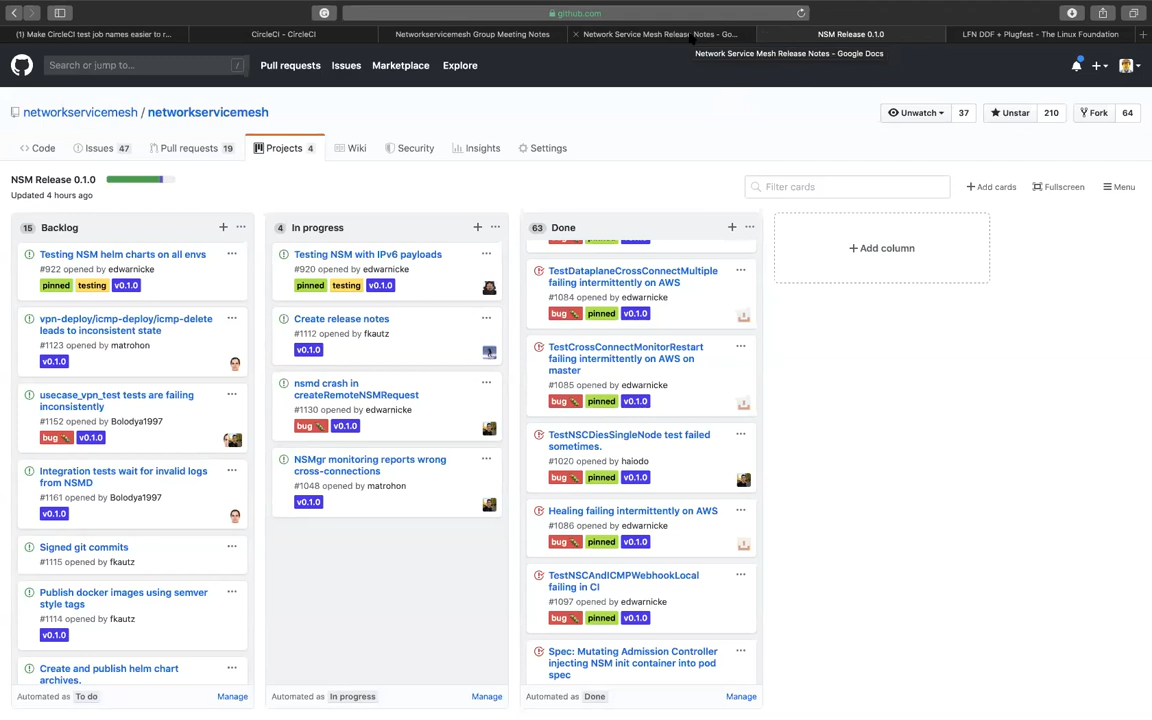 github.com
(1) Make CircleCI test job names easier to r...
CircleCI - CircleCI
Networkservicemesh Group Meeting Notes
Network Service Mesh Release Notes - Go...
NSM Release 0.1.0
LFN DDF + Plugfest - The Linux Foundation
Network Service Mesh Release Notes - Google Docs
Search or jump to...
/
Pull requests
Issues
Marketplace
Explore
networkservicemesh / networkservicemesh
Unwatch
37
Unstar
210
Fork
64
Code
Issues 47
Pull requests 19
Projects 4
Wiki
Security
Insights
Settings
NSM Release 0.1.0
Updated 4 hours ago
Filter cards
Add cards
Fullscreen
Menu
15 Backlog
Testing NSM helm charts on all envs
#922 opened by edwarnicke
pinned testing v0.1.0
vpn-deploy/icmp-deploy/icmp-delete
leads to inconsistent state
#1123 opened by matrohon
v0.1.0
usecase_vpn_test tests are failing
inconsistently
#1152 opened by Bolodya1997
bug v0.1.0
Integration tests wait for invalid logs
from NSMD
#1161 opened by Bolodya1997
v0.1.0
Signed git commits
#1115 opened by fkautz
Publish docker images using semver
style tags
#1114 opened by fkautz
v0.1.0
Create and publish helm chart
archives.
Automated as To do
Manage
4 In progress
Testing NSM with IPv6 payloads
#920 opened by edwarnicke
pinned testing v0.1.0
Create release notes
#1112 opened by fkautz
v0.1.0
nsmd crash in
createRemoteNSMRequest
#1130 opened by edwarnicke
bug v0.1.0
NSMgr monitoring reports wrong
cross-connections
#1048 opened by matrohon
v0.1.0
Automated as In progress
Manage
63 Done
TestDataplaneCrossConnectMultiple
failing intermittently on AWS
#1084 opened by edwarnicke
bug pinned v0.1.0
TestCrossConnectMonitorRestart
failing intermittently on AWS on
master
#1085 opened by edwarnicke
bug pinned v0.1.0
TestNSCDiesSingleNode test failed
sometimes.
#1020 opened by haiodo
bug pinned v0.1.0
Healing failing intermittently on AWS
#1086 opened by edwarnicke
bug pinned v0.1.0
TestNSCAndICMPWebhookLocal
failing in CI
#1097 opened by edwarnicke
bug pinned v0.1.0
Spec: Mutating Admission Controller
injecting NSM init container into pod
spec
Automated as Done
Manage
Add column